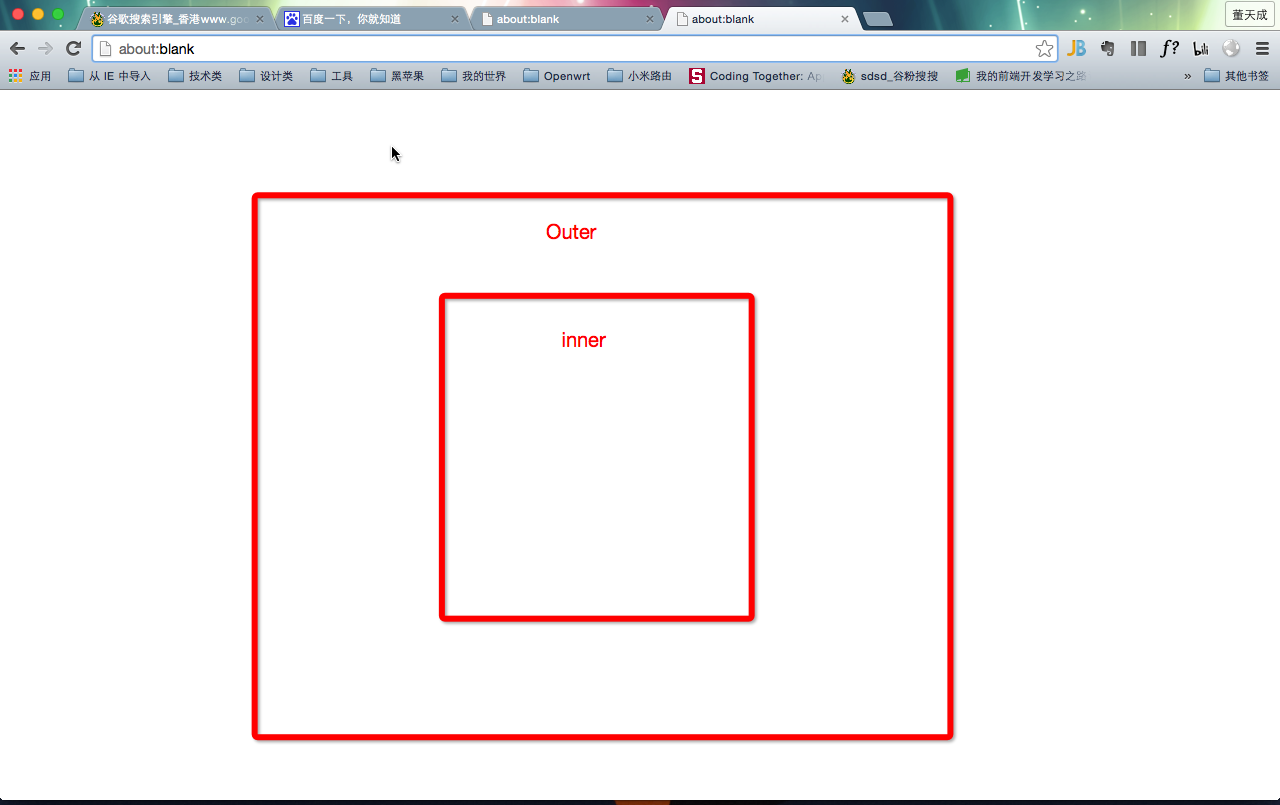 谷歌搜索引擎_香港www.goo
百度一下，你就知道
about:blank
about:blank
董天成
about:blank
JB
f?
应用
从 IE 中导入
技术类
设计类
工具
黑苹果
我的世界
Openwrt
小米路由
S
Coding Together: Ap
sdsd_谷粉搜搜
我的前端开发学习之路
»
其他书签
Outer
inner